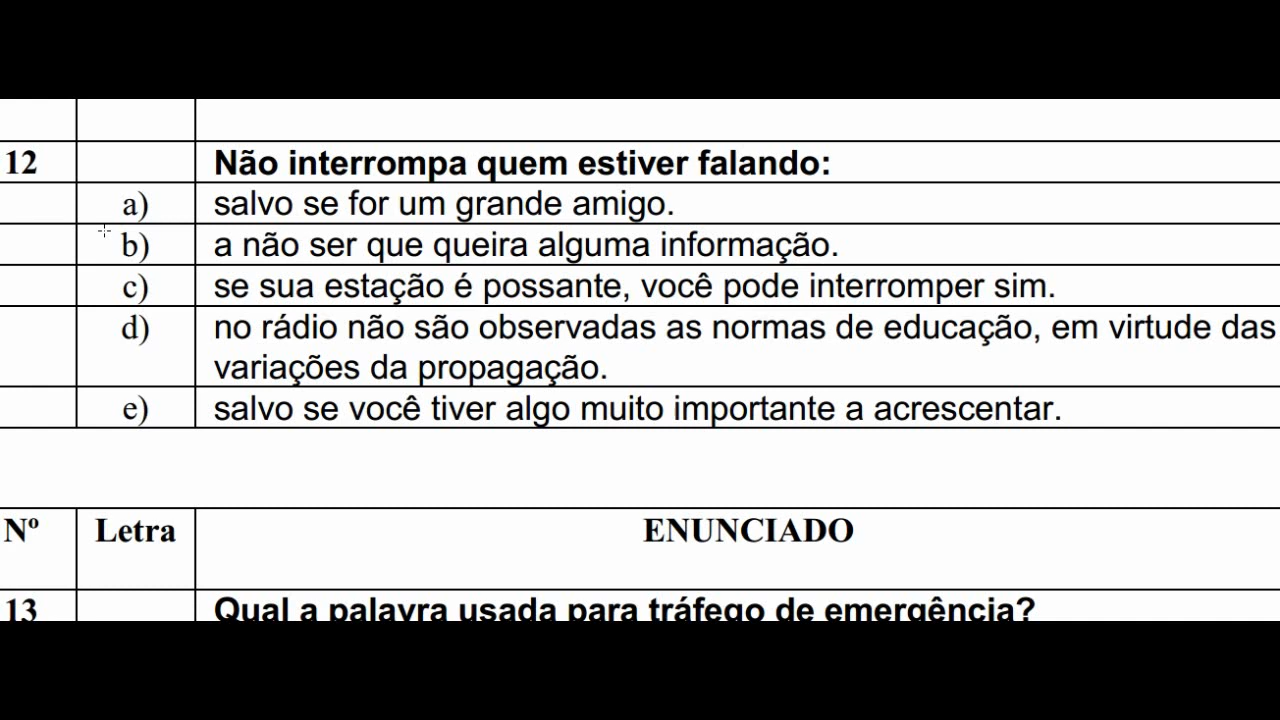 12 Não interrompa quem estiver falando:
a) salvo se for um grande amigo.
b) a não ser que queira alguma informação.
c) se sua estação é possante, você pode interromper sim.
d) no rádio não são observadas as normas de educação, em virtude das
variações da propagação.
e) salvo se você tiver algo muito importante a acrescentar.
Nº Letra ENUNCIADO
13 Qual a palavra usada para tráfego de emergência?